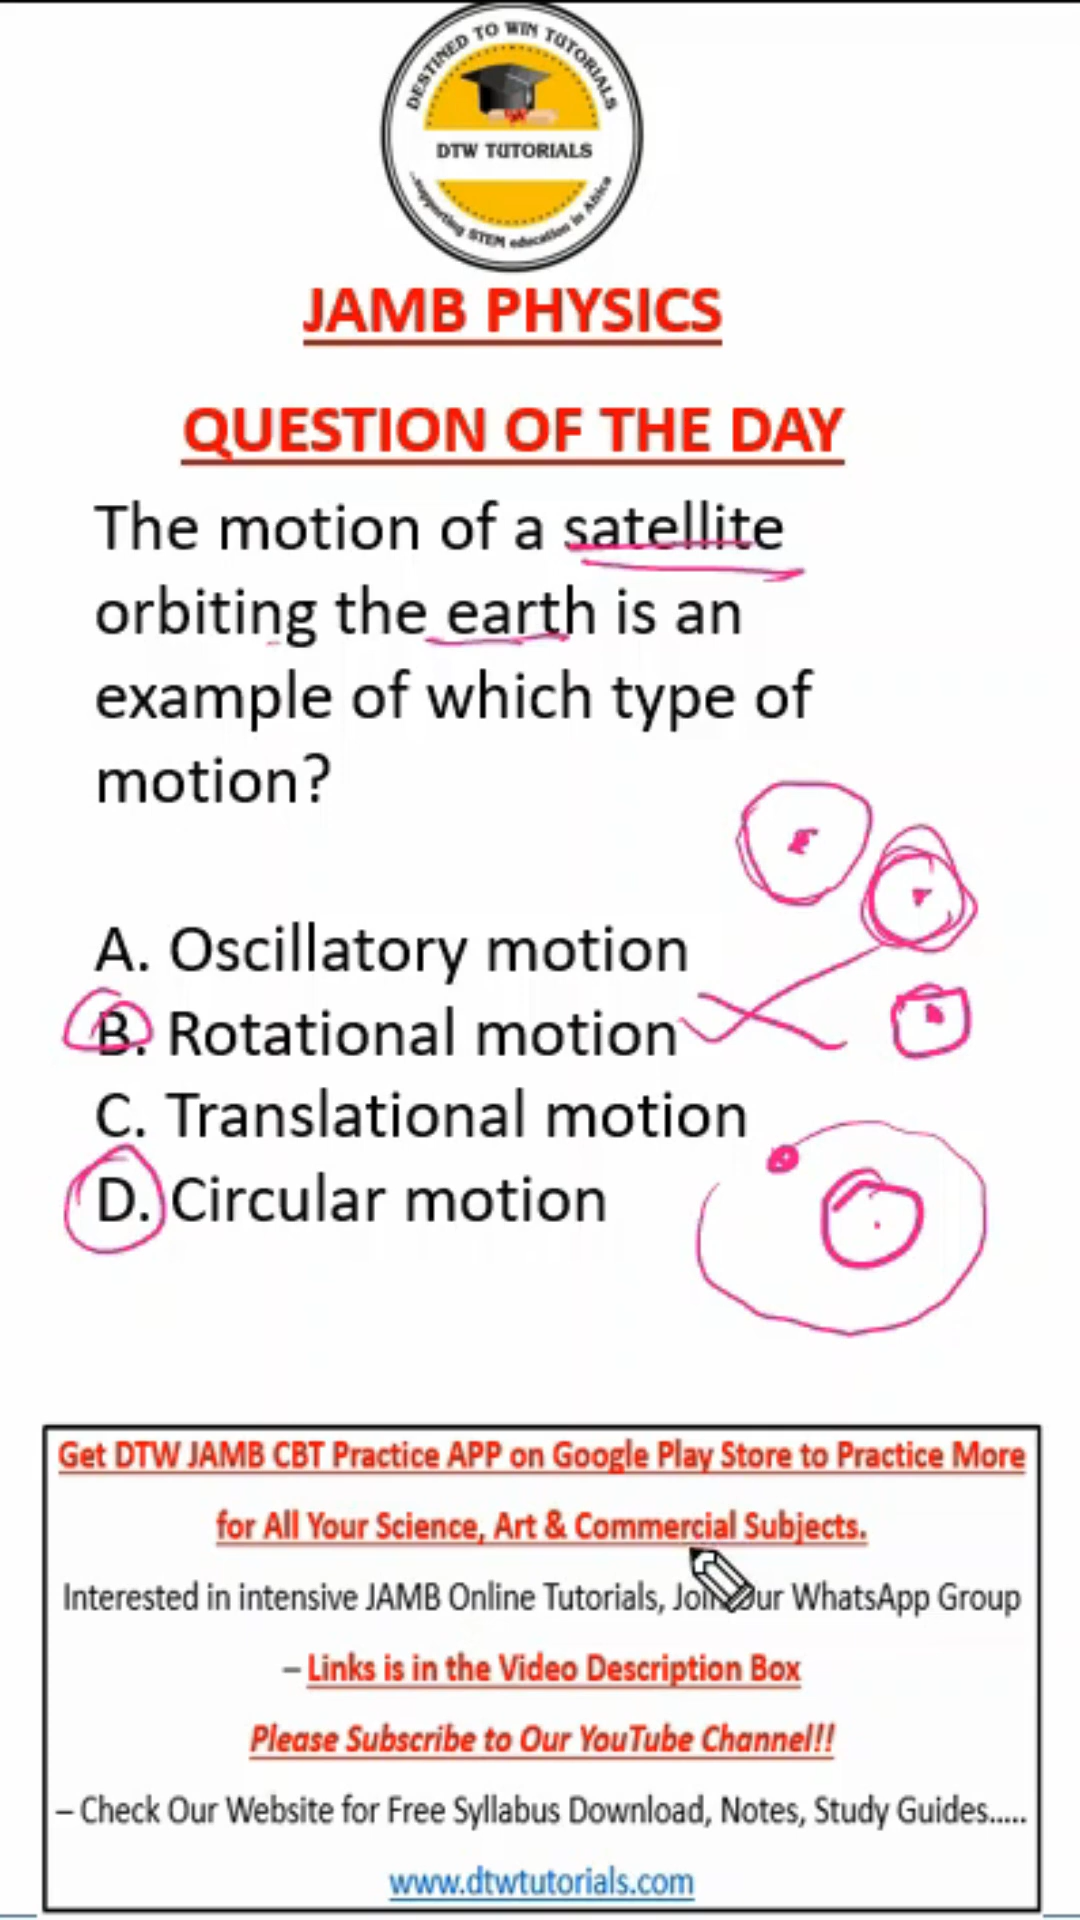 DESTINED TO WIN TUTORIALS
DTW TUTORIALS
...supporting STEM education in Africa
JAMB PHYSICS
QUESTION OF THE DAY
The motion of a satellite
orbiting the earth is an
example of which type of
motion?
A. Oscillatory motion
B. Rotational motion
C. Translational motion
D. Circular motion
Get DTW JAMB CBT Practice APP on Google Play Store to Practice More
for All Your Science, Art & Commercial Subjects.
Interested in intensive JAMB Online Tutorials, Join Our WhatsApp Group
– Links is in the Video Description Box
Please Subscribe to Our YouTube Channel!!
– Check Our Website for Free Syllabus Download, Notes, Study Guides.....
www.dtwtutorials.com